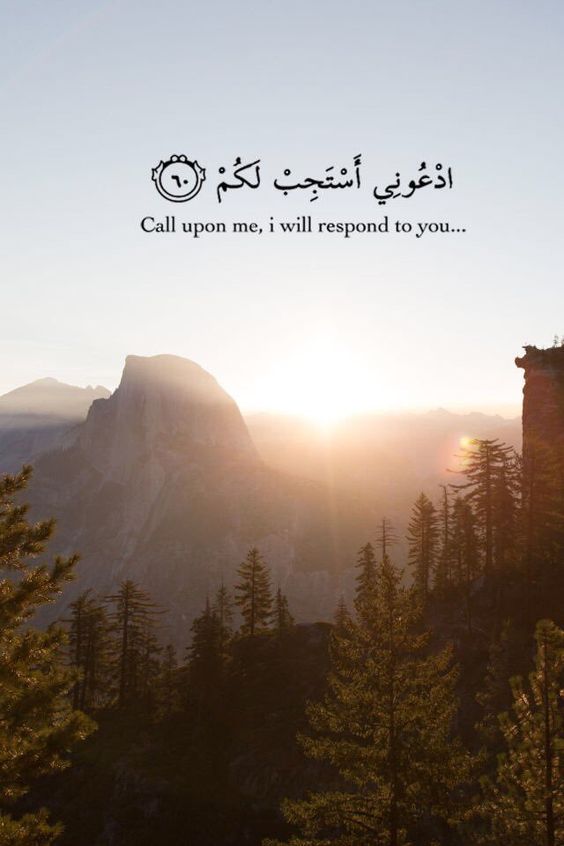 ادْعُونِي أَسْتَجِبْ لَكُمْ ٦٠
Call upon me, i will respond to you...